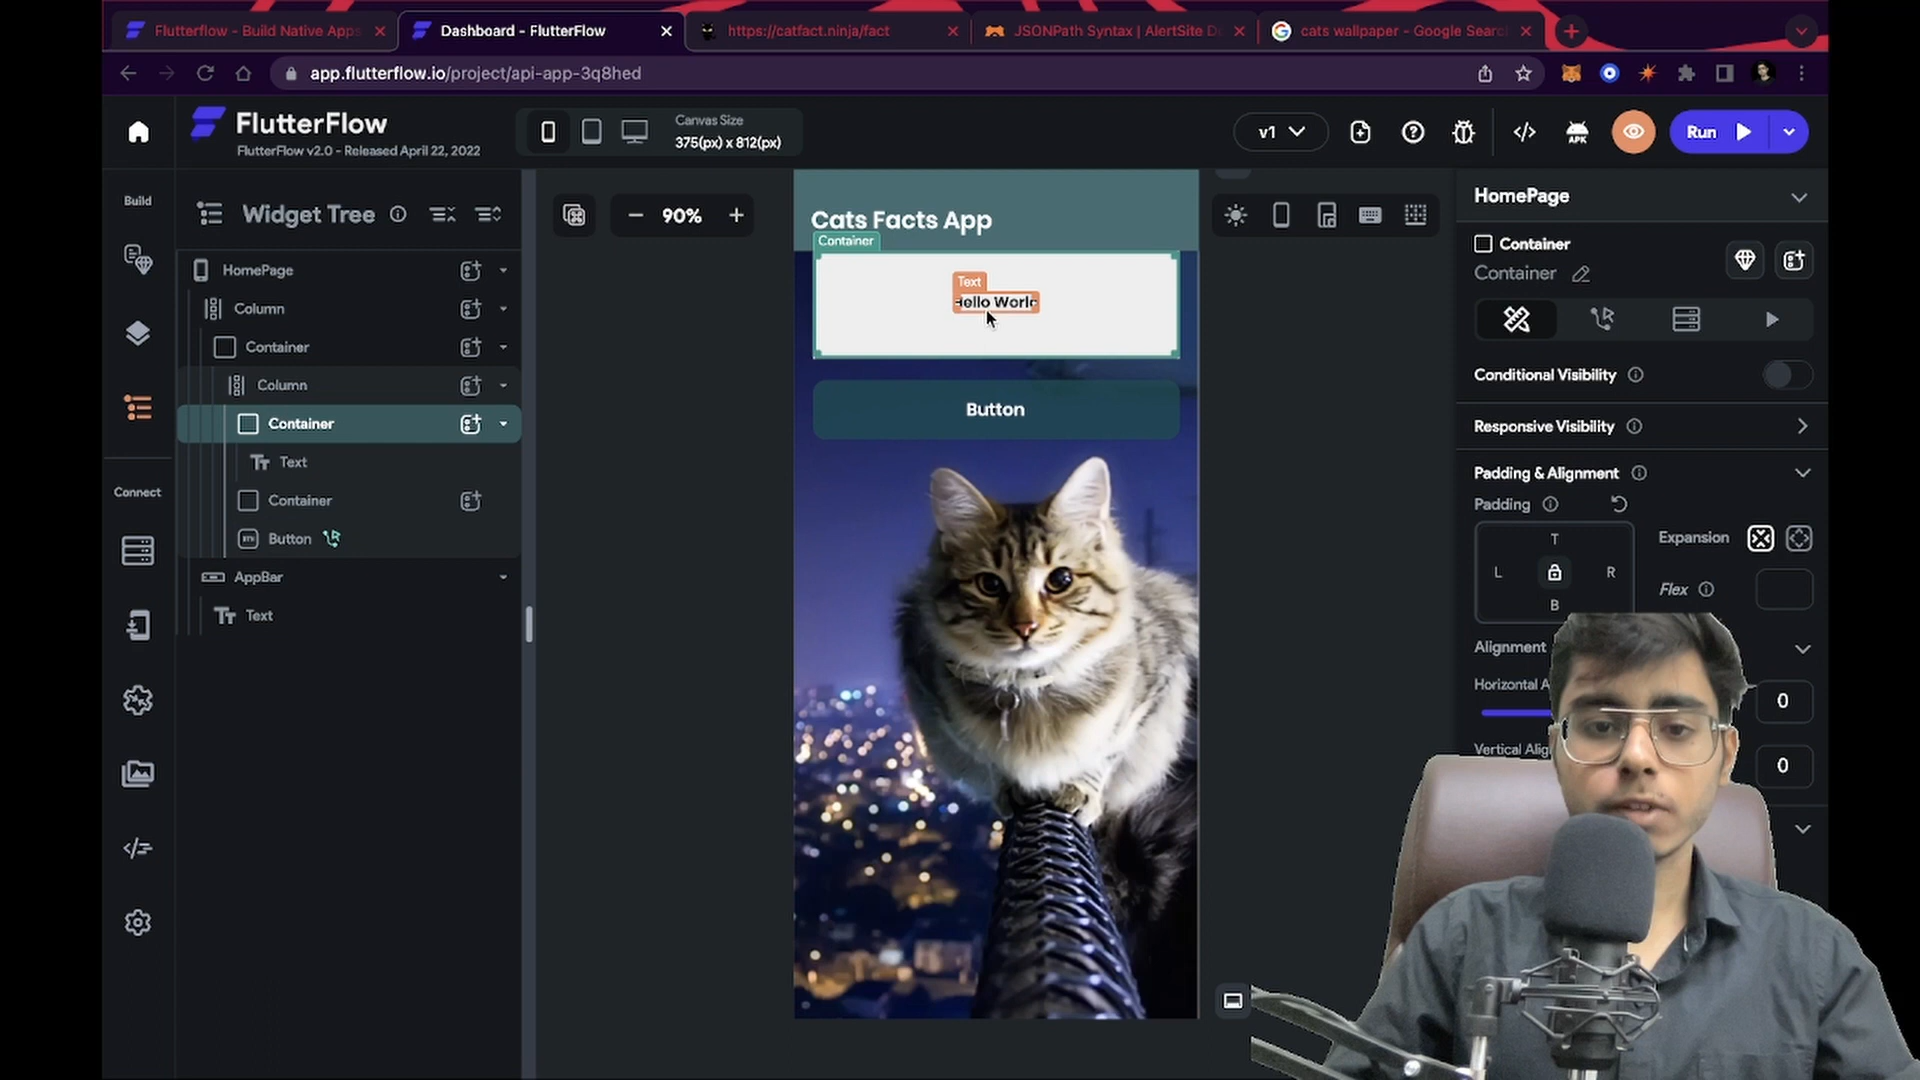 Flutterflow - Build Native Apps
Dashboard - FlutterFlow
https://catfact.ninja/fact
JSONPath Syntax | AlertSite D
cats wallpaper - Google Searc
app.flutterflow.io/project/api-app-3q8hed
FlutterFlow
FlutterFlow v2.0 - Released April 22, 2022
Canvas Size
375(px) x 812(px)
v1
APK
Run
Build
Widget Tree
90%
Cats Facts App
Container
Text
Hello World
Button
HomePage
Column
Container
Column
Container
Text
Container
Button
AppBar
Text
Connect
HomePage
Container
Container
Conditional Visibility
Responsive Visibility
Padding & Alignment
Padding
T
L
R
B
Expansion
Flex
Alignment
Horizontal A
0
Vertical Alig
0